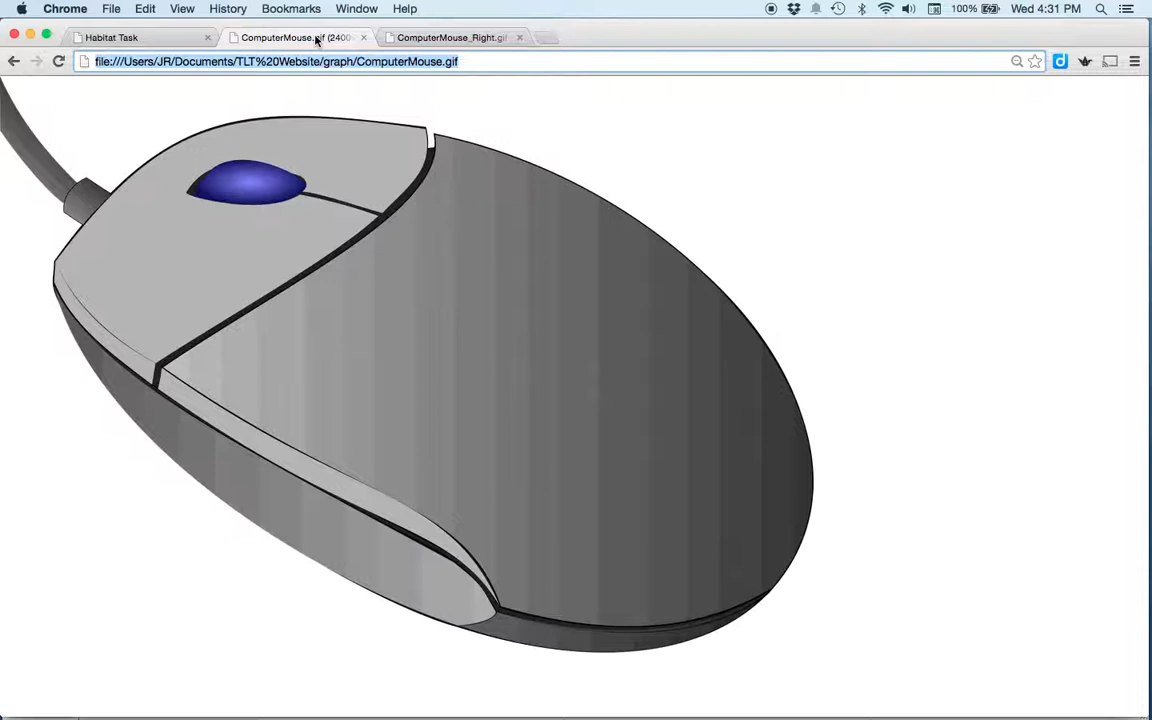 Chrome File Edit View History Bookmarks Window Help 100% Wed 4:31 PM
Habitat Task ComputerMouse.gif (2400 ComputerMouse_Right.gif
file:///Users/JR/Documents/TLT%20Website/graph/ComputerMouse.gif